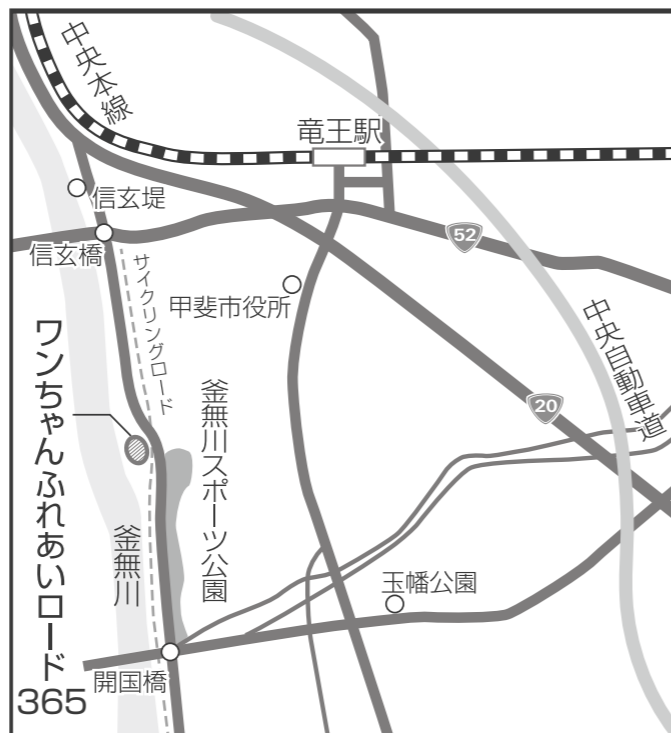 中央本線
竜王駅
信玄堤
信玄橋
52
サイクリングロード
甲斐市役所
中央自動車道
ワンちゃんふれあいロード
365
20
釜無川スポーツ公園
釜無川
玉幡公園
開国橋